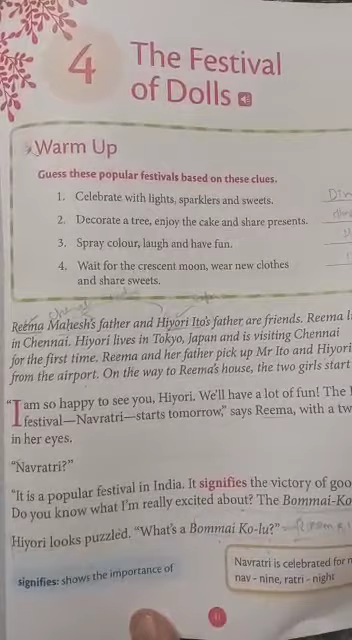 4
The Festival
of Dolls
Warm Up
Guess these popular festivals based on these clues.
1. Celebrate with lights, sparklers and sweets.
2. Decorate a tree, enjoy the cake and share presents.
3. Spray colour, laugh and have fun.
4. Wait for the crescent moon, wear new clothes
and share sweets.
Reema Mahesh's father and Hiyori Ito's father are friends. Reema
in Chennai. Hiyori lives in Tokyo, Japan and is visiting Chennai
for the first time. Reema and her father pick up Mr Ito and Hiyori
from the airport. On the way to Reema's house, the two girls start
"I am so happy to see you, Hiyori. We'll have a lot of fun! The
festival—Navratri—starts tomorrow," says Reema, with a
in her eyes.
"Navratri?"
"It is a popular festival in India. It signifies the victory of
Do you know what I'm really excited about? The Bommai
Hiyori looks puzzled. "What's a Bommai Ko-lu?"
signifies: shows the importance of
Navratri is celebrated for
nav - nine, ratri - night